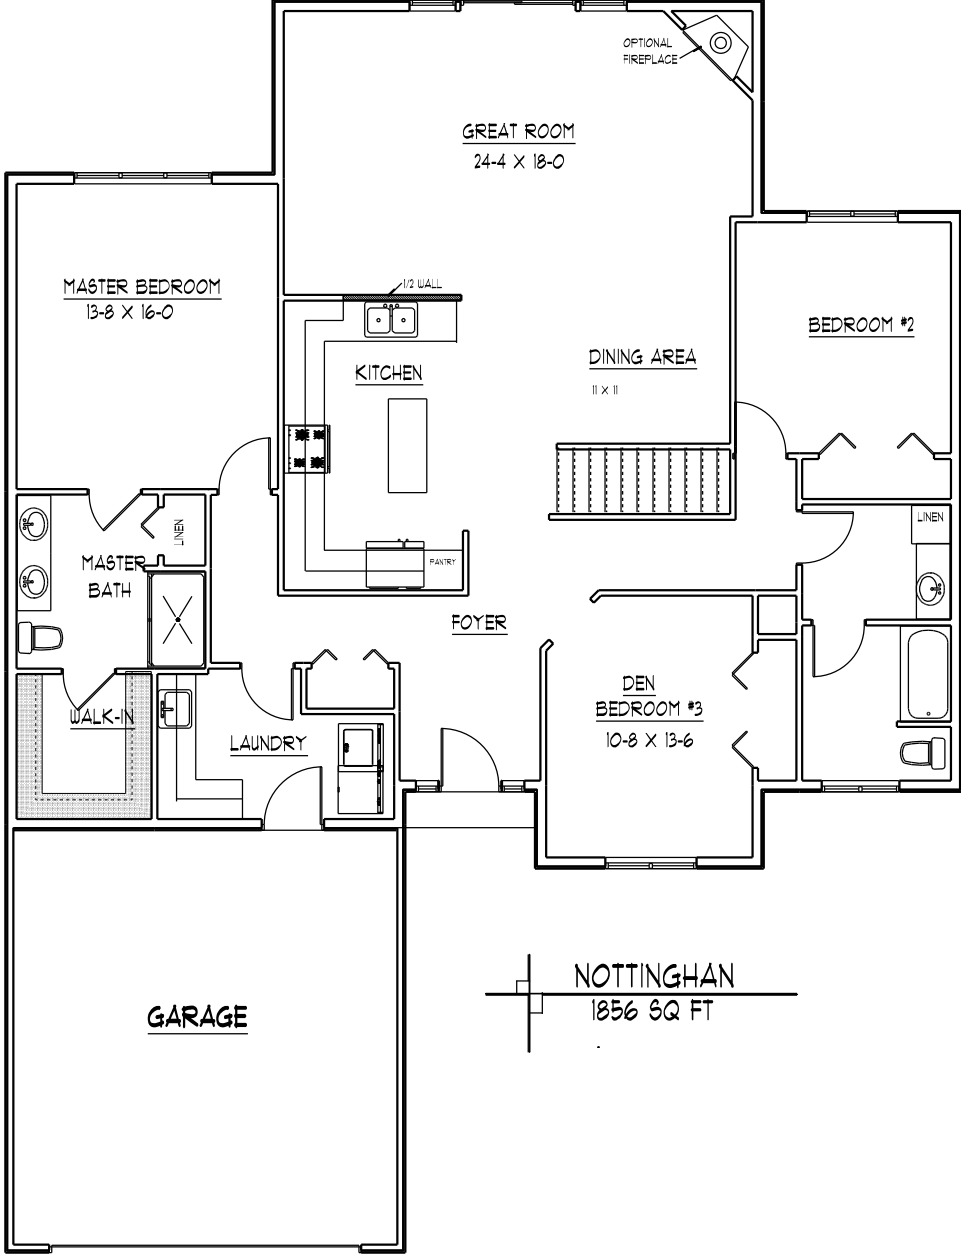 OPTIONAL
FIREPLACE
GREAT ROOM
24-4 X 18-0
MASTER BEDROOM
13-8 X 16-0
1/2 WALL
BEDROOM #2
DINING AREA
11 X 11
KITCHEN
LINEN
LINEN
PANTRY
MASTER
BATH
FOYER
DEN
BEDROOM #3
10-8 X 13-6
WALK-IN
LAUNDRY
NOTTINGHAN
1856 SQ FT
GARAGE